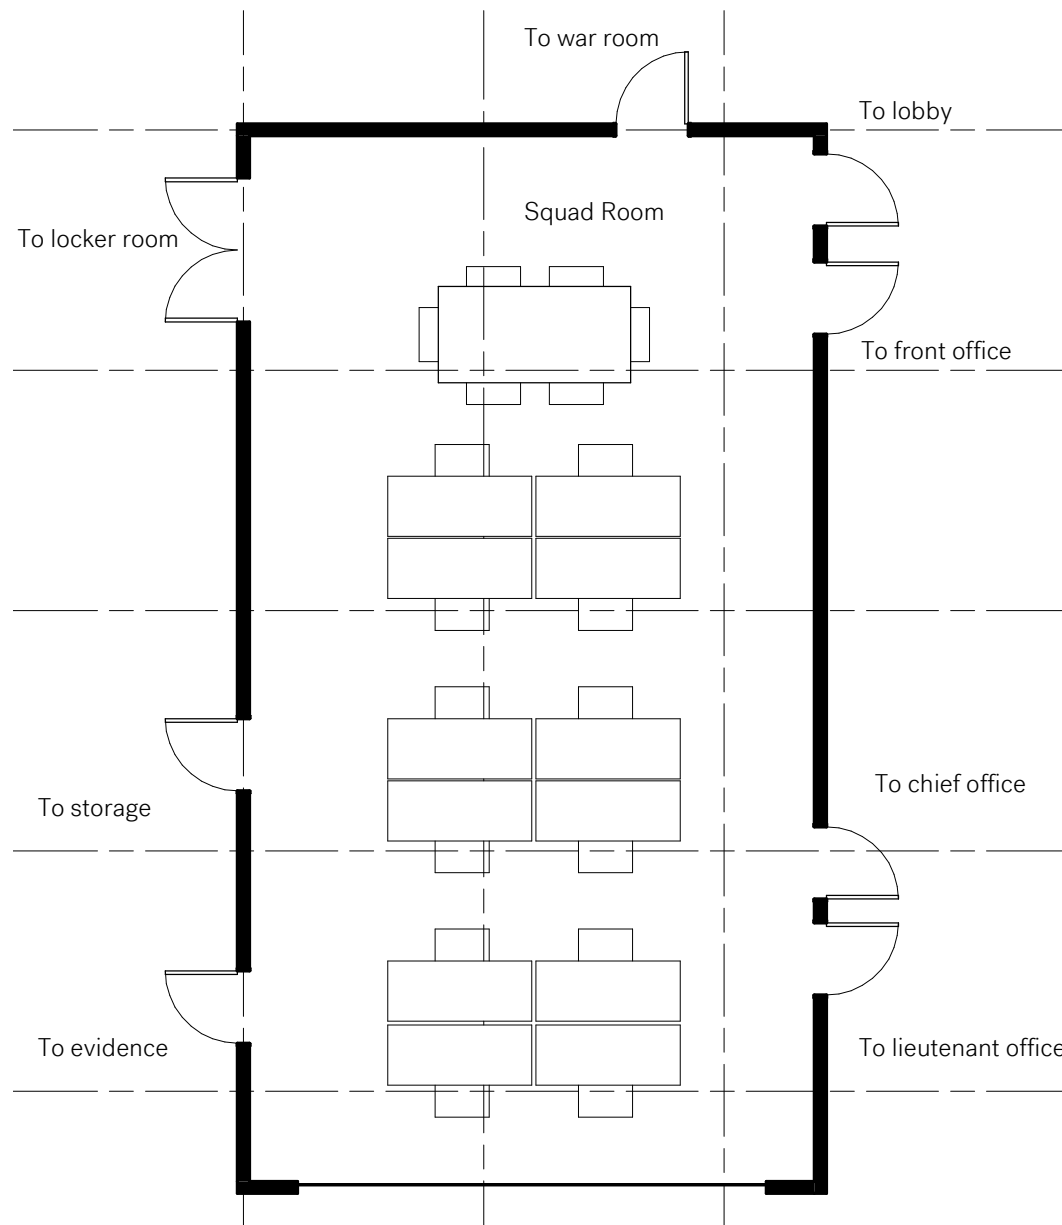 To war room
To lobby
Squad Room
To locker room
To front office
To chief office
To storage
To evidence
To lieutenant office